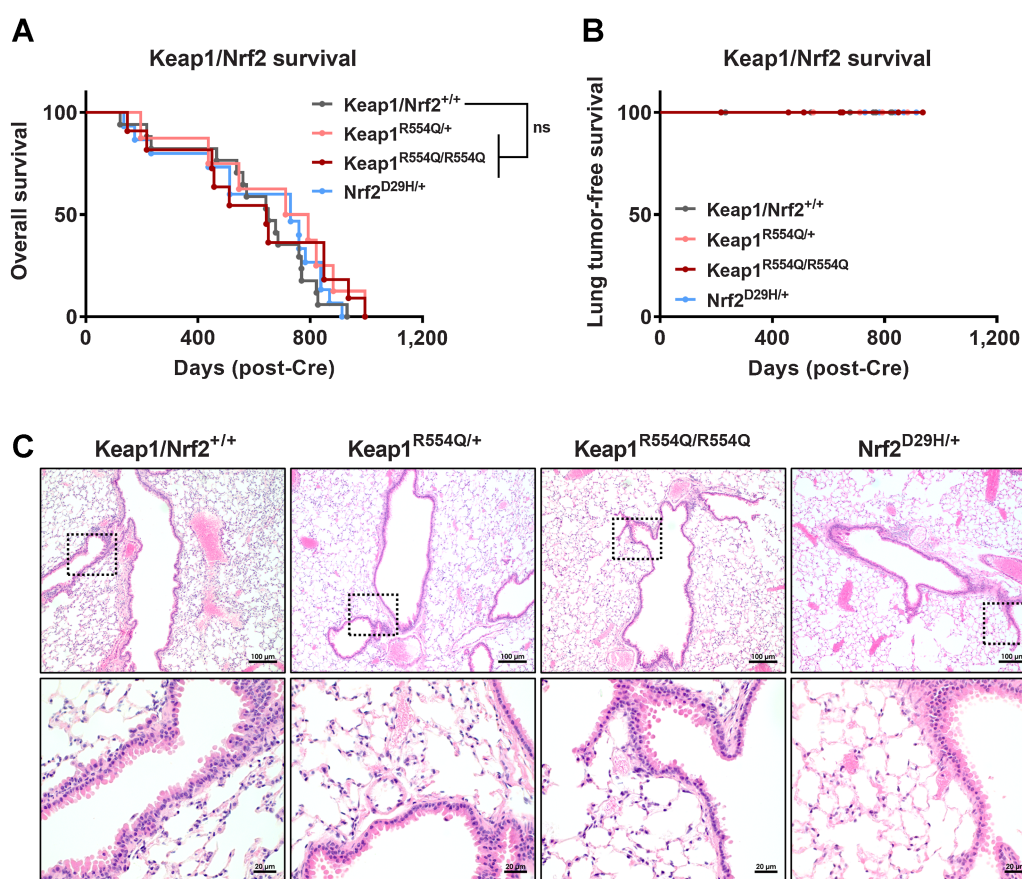 A
Keap1/Nrf2 survival
Overall survival
100
50
0
0
400
800
1,200
Days (post-Cre)
Keap1/Nrf2+/+
Keap1R554Q/+
Keap1R554Q/R554Q
Nrf2D29H/+
ns
B
Keap1/Nrf2 survival
Lung tumor-free survival
100
50
0
0
400
800
1,200
Days (post-Cre)
Keap1/Nrf2+/+
Keap1R554Q/+
Keap1R554Q/R554Q
Nrf2D29H/+
C
Keap1/Nrf2+/+
Keap1R554Q/+
Keap1R554Q/R554Q
Nrf2D29H/+
100 µm
100 µm
100 µm
100 µm
20 µm
20 µm
20 µm
20 µm